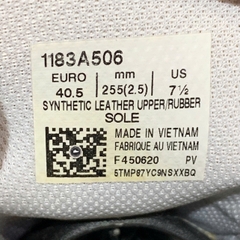 1183A506
EURO mm US
40.5 255(2.5) 7½
SYNTHETIC LEATHER UPPER/RUBBER
SOLE
MADE IN VIETNAM
FABRIQUE AU VIETNAM
F450620 PV
5TMP87YC9NSXXBQ